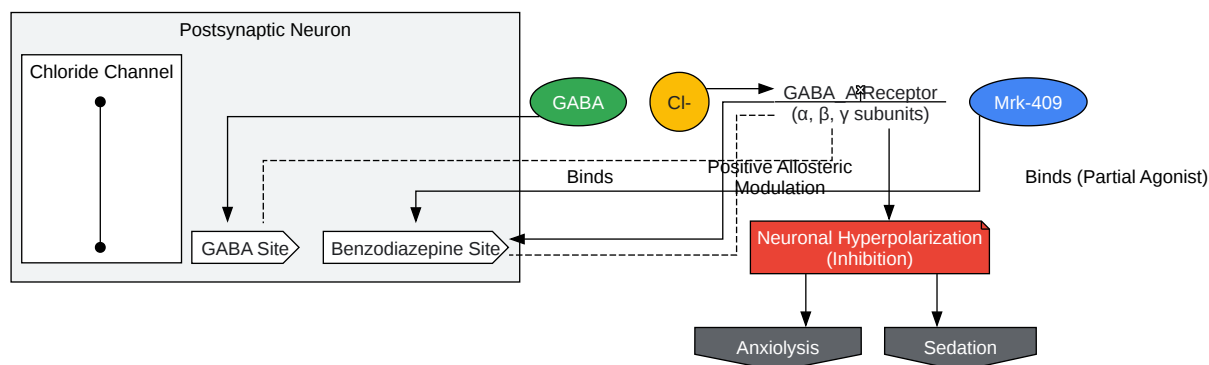 Postsynaptic Neuron
Chloride Channel
GABA
Cl-
GABA_A Receptor
(α, β, γ subunits)
Mrk-409
Binds
Positive Allosteric
Modulation
Binds (Partial Agonist)
GABA Site
Benzodiazepine Site
Neuronal Hyperpolarization
(Inhibition)
Anxiolysis
Sedation